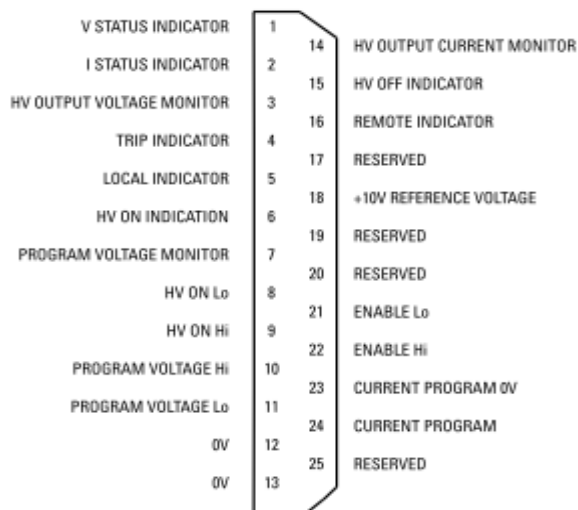 V STATUS INDICATOR 1
14 HV OUTPUT CURRENT MONITOR
I STATUS INDICATOR 2
15 HV OFF INDICATOR
HV OUTPUT VOLTAGE MONITOR 3
16 REMOTE INDICATOR
TRIP INDICATOR 4
17 RESERVED
LOCAL INDICATOR 5
18 +10V REFERENCE VOLTAGE
HV ON INDICATION 6
19 RESERVED
PROGRAM VOLTAGE MONITOR 7
20 RESERVED
HV ON Lo 8
21 ENABLE Lo
HV ON Hi 9
22 ENABLE Hi
PROGRAM VOLTAGE Hi 10
23 CURRENT PROGRAM 0V
PROGRAM VOLTAGE Lo 11
24 CURRENT PROGRAM
0V 12
25 RESERVED
0V 13